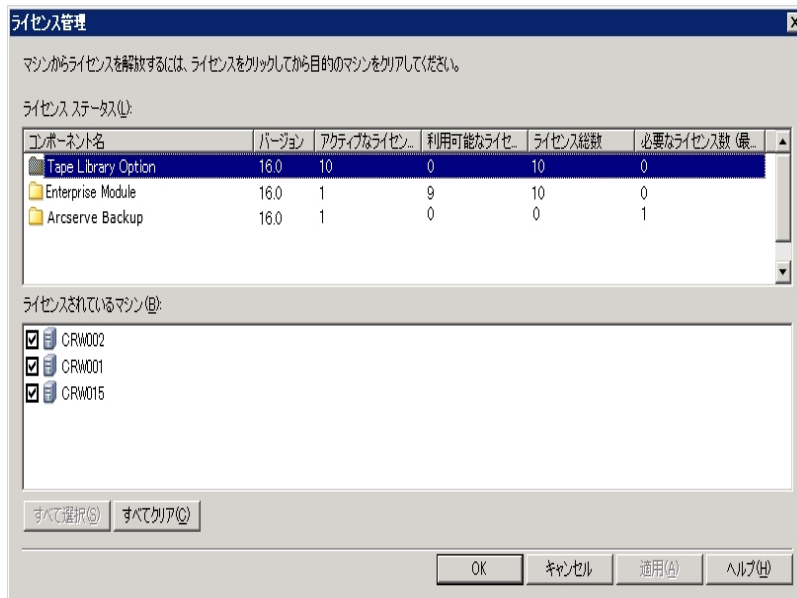 ライセンス管理
マシンからライセンスを解放するには、ライセンスをクリックしてから目的のマシンをクリアしてください。
ライセンス ステータス(L):
コンポーネント名 バージョン アクティブなライセン... 利用可能なライセ... ライセンス総数 必要なライセンス数 (最...
Tape Library Option 16.0 10 0 10 0
Enterprise Module 16.0 1 9 10 0
Arcserve Backup 16.0 1 0 0 1
ライセンスされているマシン(B):
CRW002
CRW001
CRW015
すべて選択(S) すべてクリア(C)
OK キャンセル 適用(A) ヘルプ(H)